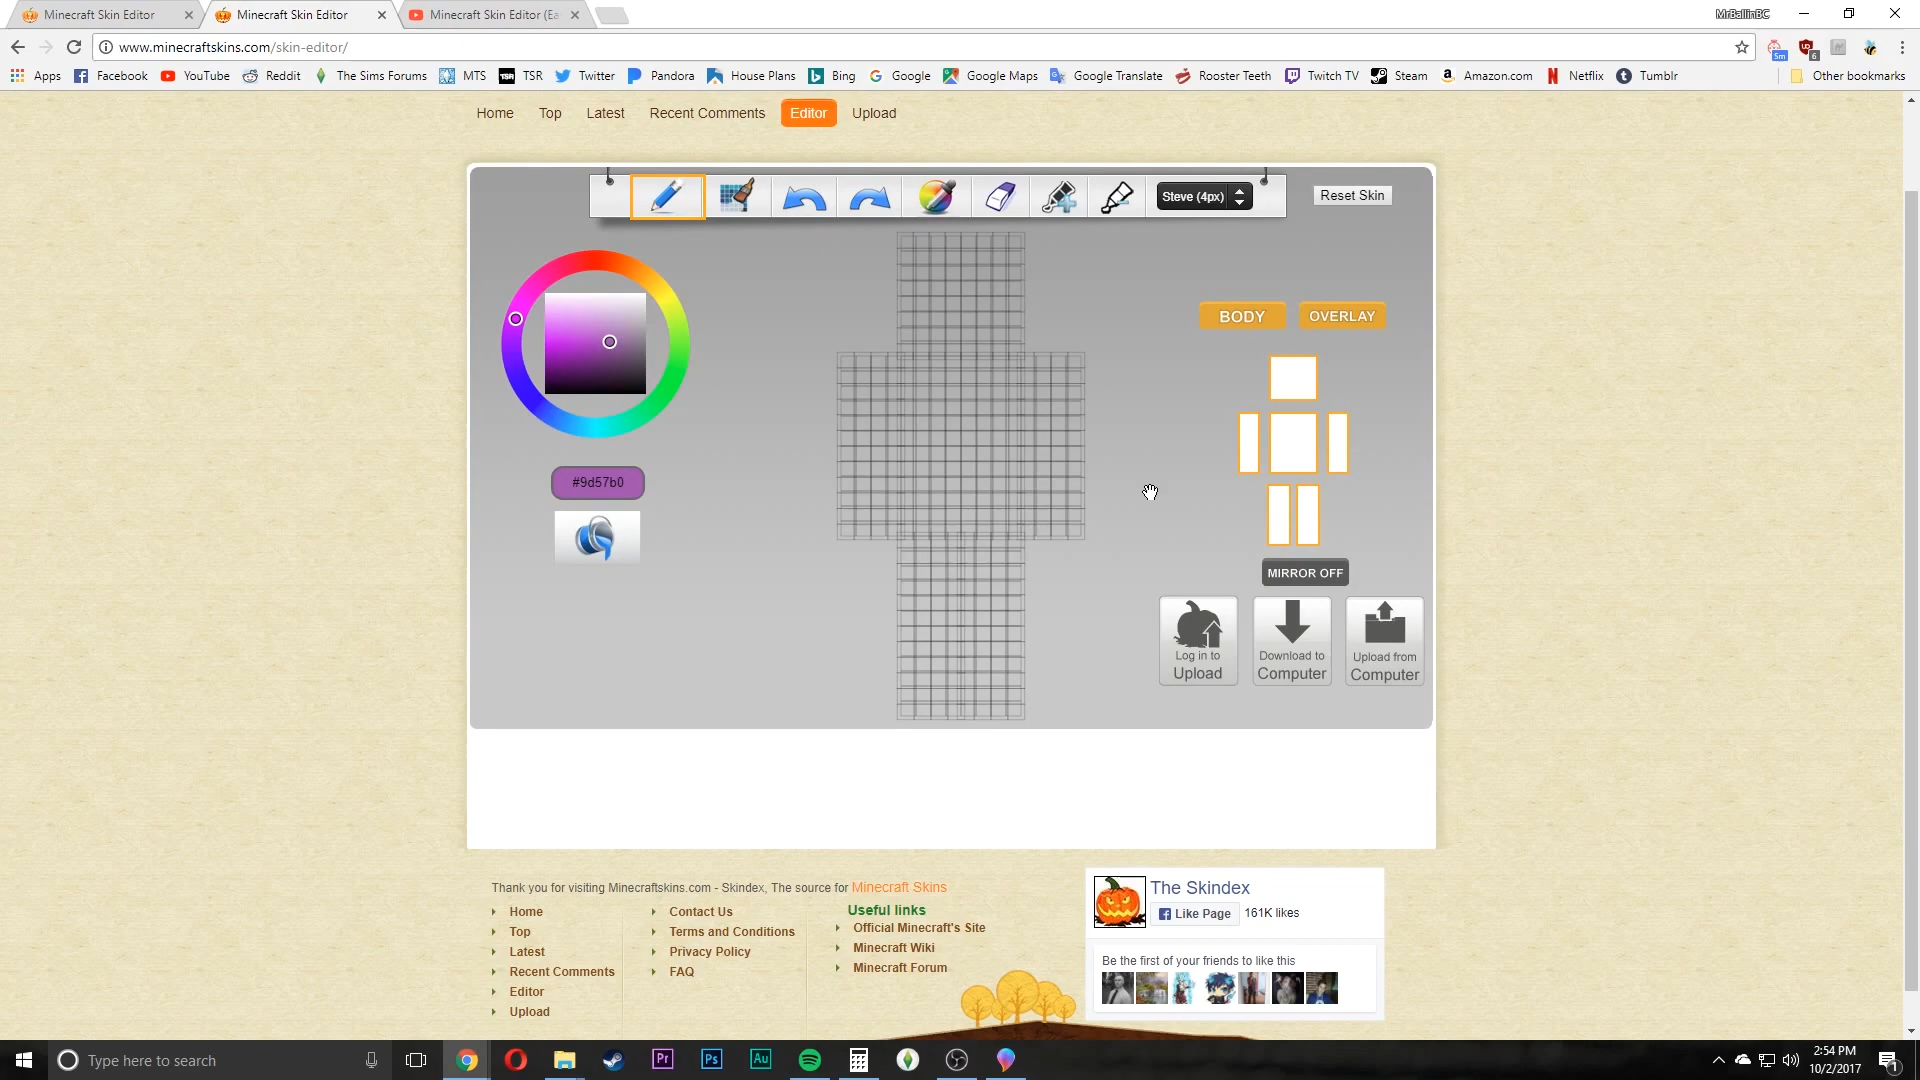 Minecraft Skin Editor
Minecraft Skin Editor
Minecraft Skin Editor (Ea
MrBallinBC
www.minecraftskins.com/skin-editor/
5m
6
Apps
Facebook
YouTube
Reddit
The Sims Forums
MTS
TSR
TSR
Twitter
Pandora
House Plans
Bing
Google
Google Maps
Google Translate
Rooster Teeth
Twitch TV
Steam
Amazon.com
Netflix
Tumblr
Other bookmarks
Home
Top
Latest
Recent Comments
Editor
Upload
Steve (4px)
Reset Skin
BODY
OVERLAY
#9d57b0
MIRROR OFF
Log in to
Upload
Download to
Computer
Upload from
Computer
Thank you for visiting Minecraftskins.com - Skindex, The source for Minecraft Skins
Home
Top
Latest
Recent Comments
Editor
Upload
Contact Us
Terms and Conditions
Privacy Policy
FAQ
Useful links
Official Minecraft's Site
Minecraft Wiki
Minecraft Forum
The Skindex
Like Page
161K likes
Be the first of your friends to like this
Type here to search
Pr
Ps
Au
2:54 PM
10/2/2017
1